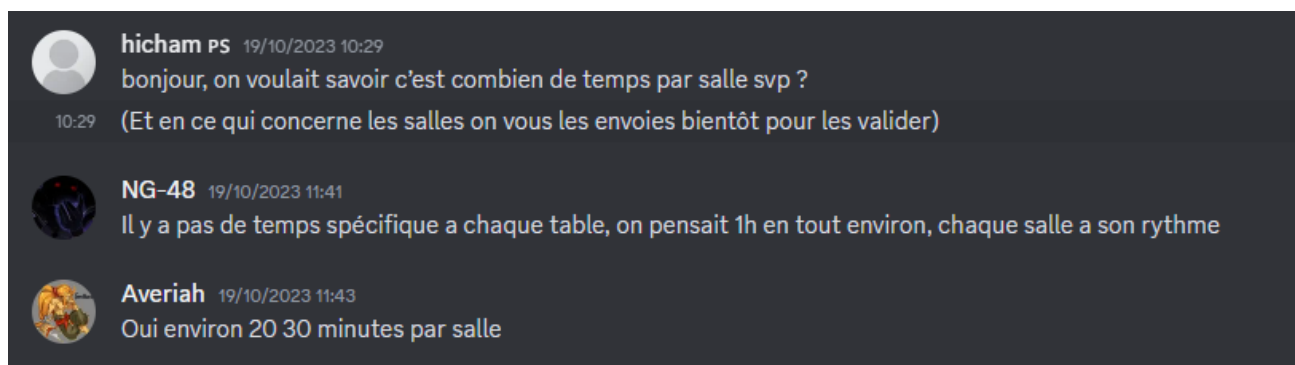 hicham PS 19/10/2023 10:29
bonjour, on voulait savoir c'est combien de temps par salle svp ?
10:29 (Et en ce qui concerne les salles on vous les envoies bientôt pour les valider)
NG-48 19/10/2023 11:41
Il y a pas de temps spécifique a chaque table, on pensait 1h en tout environ, chaque salle a son rythme
Averiah 19/10/2023 11:43
Oui environ 20 30 minutes par salle